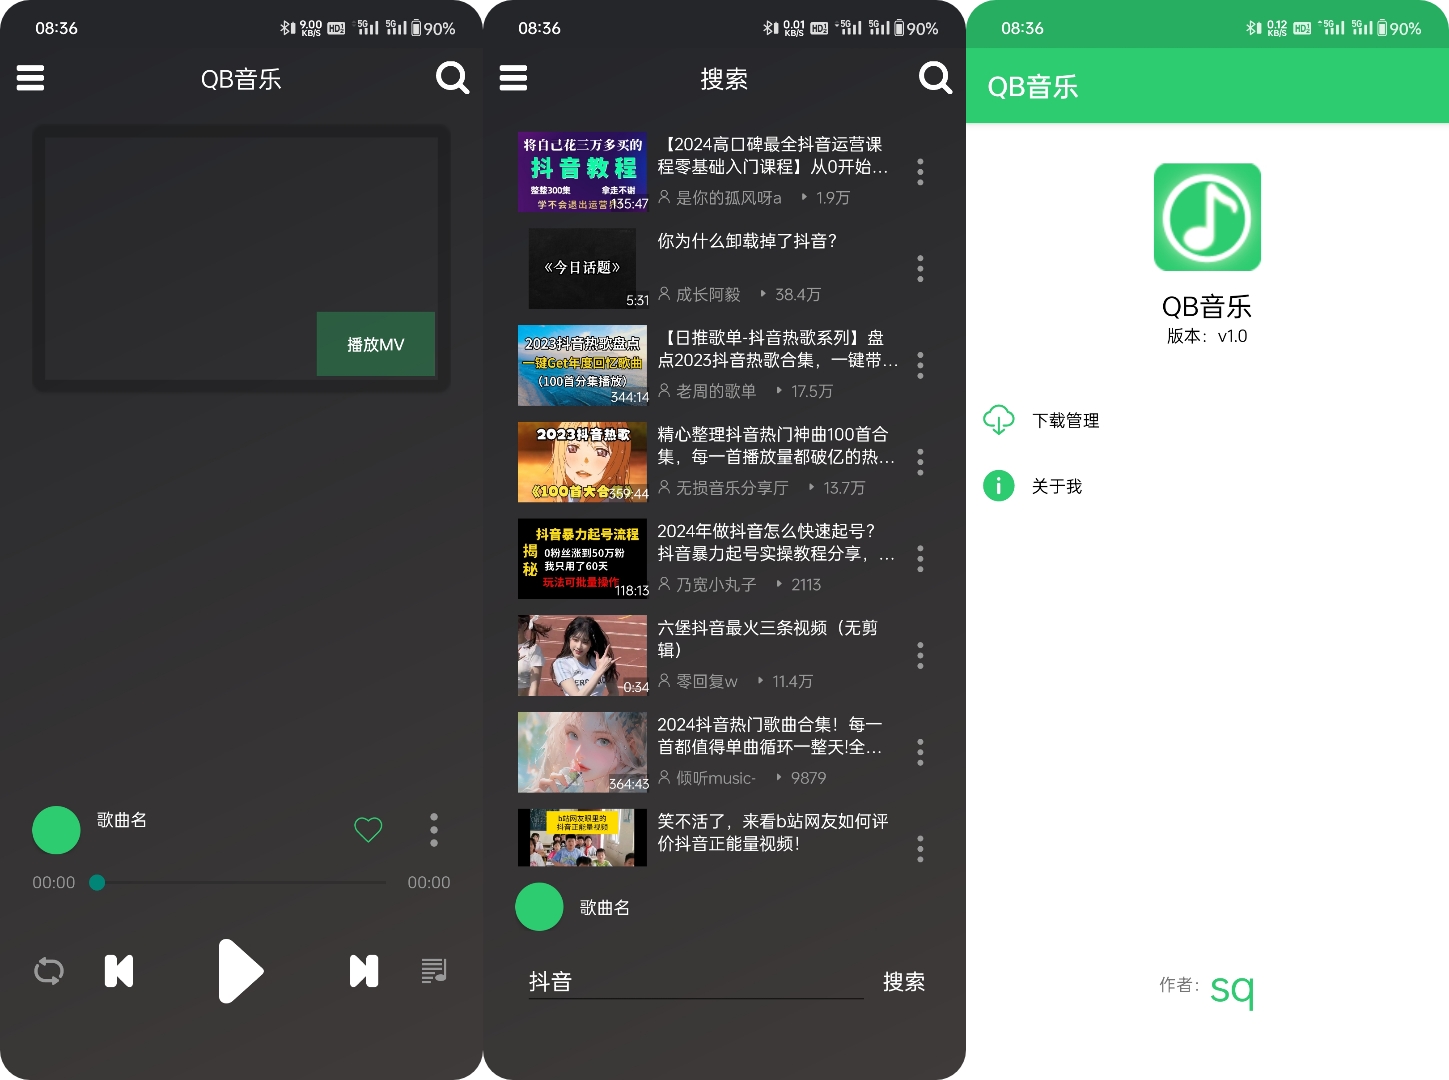 08:36
9.00 KB/S
HD2
5G
5G
90%
QB音乐
播放MV
歌曲名
00:00
00:00
08:36
0.01 KB/S
HD2
5G
5G
90%
搜索
将自己花三万多买的
抖音教程
整整300集 拿走不谢
135:47
【2024高口碑最全抖音运营课
程零基础入门课程】从0开始...
是你的孤风呀a
1.9万
《今日话题》
5:31
你为什么卸载掉了抖音?
成长阿毅
38.4万
2023抖音热歌盘点
一键Get年度回忆歌曲
(100首分集播放)
344:14
【日推歌单-抖音热歌系列】盘
点2023抖音热歌合集，一键带...
老周的歌单
17.5万
2023抖音热歌
《100首大合
359:44
精心整理抖音热门神曲100首合
集，每一首播放量都破亿的热...
无损音乐分享厅
13.7万
抖音暴力起号流程
揭秘
0粉丝涨到50万粉
我只用了60天
玩法可批量操作
118:13
2024年做抖音怎么快速起号?
抖音暴力起号实操教程分享，...
乃宽小丸子
2113
0:34
六堡抖音最火三条视频（无剪
辑）
零回复w
11.4万
364:43
2024抖音热门歌曲合集！每一
首都值得单曲循环一整天!全...
倾听music-
9879
b站网友眼里的
抖音正能量视频
笑不活了，来看b站网友如何评
价抖音正能量视频！
歌曲名
抖音
搜索
08:36
0.12 KB/S
HD2
5G
5G
90%
QB音乐
QB音乐
版本：v1.0
下载管理
关于我
作者：sq